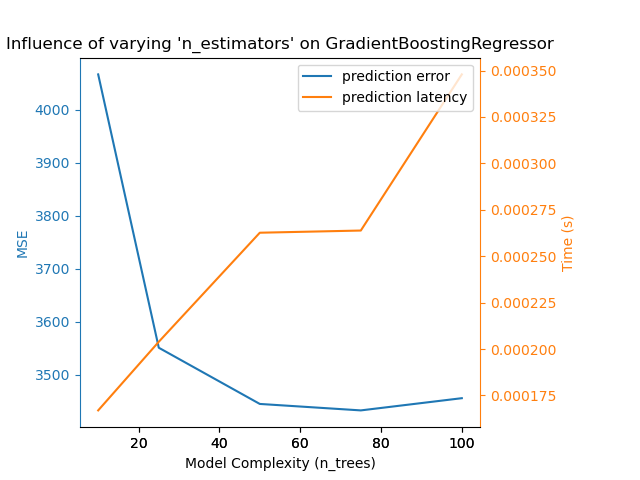 Influence of varying 'n_estimators' on GradientBoostingRegressor
prediction error
prediction latency
4000
3900
3800
3700
3600
3500
MSE
0.000350
0.000325
0.000300
0.000275
0.000250
0.000225
0.000200
0.000175
Time (s)
20 40 60 80 100
Model Complexity (n_trees)